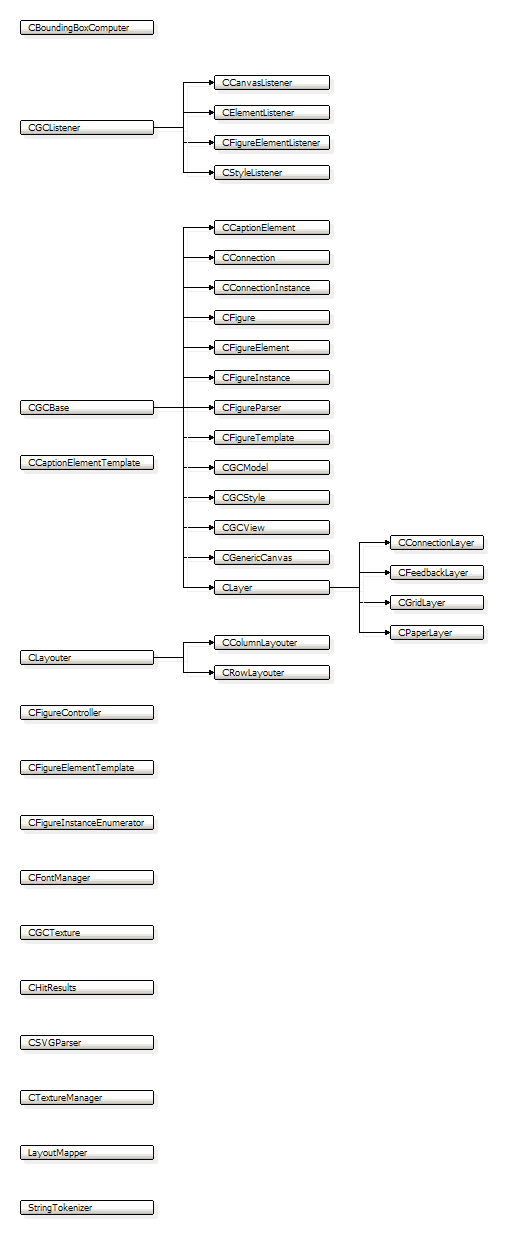 CBoundingBoxComputer
CGCListener
CCanvasListener
CElementListener
CFigureElementListener
CStyleListener
CGCBase
CCaptionElement
CConnection
CConnectionInstance
CFigure
CFigureElement
CFigureInstance
CFigureParser
CFigureTemplate
CGCModel
CGCStyle
CGCView
CGenericCanvas
CLayer
CConnectionLayer
CFeedbackLayer
CGridLayer
CPaperLayer
CCaptionElementTemplate
CLayouter
CColumnLayouter
CRowLayouter
CFigureController
CFigureElementTemplate
CFigureInstanceEnumerator
CFontManager
CGCTexture
CHitResults
CSVGParser
CTextureManager
LayoutMapper
StringTokenizer